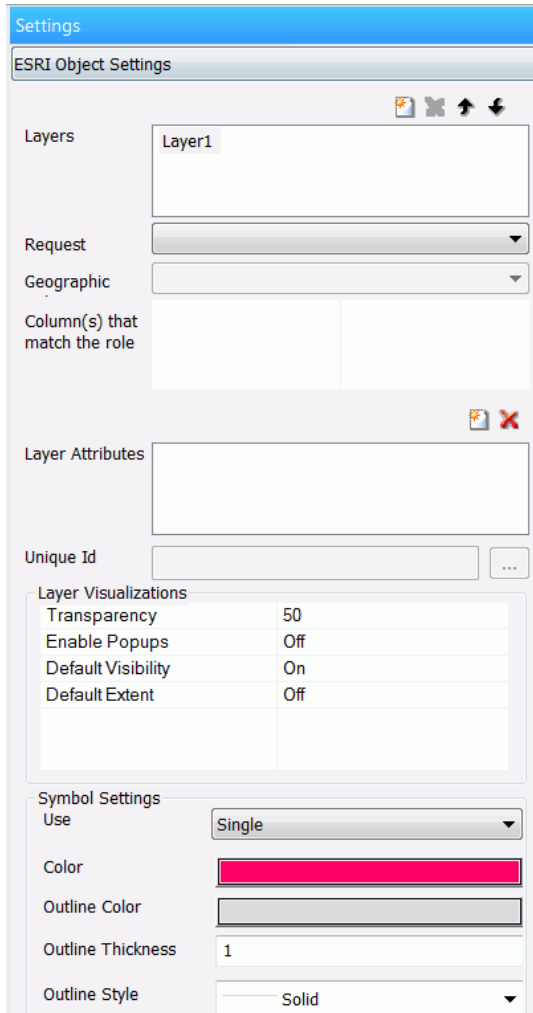 Settings
ESRI Object Settings
Layers
Layer1
Request
Geographic
Column(s) that
match the role
Layer Attributes
Unique Id
...
Layer Visualizations
Transparency 50
Enable Popups Off
Default Visibility On
Default Extent Off
Symbol Settings
Use Single
Color
Outline Color
Outline Thickness 1
Outline Style Solid